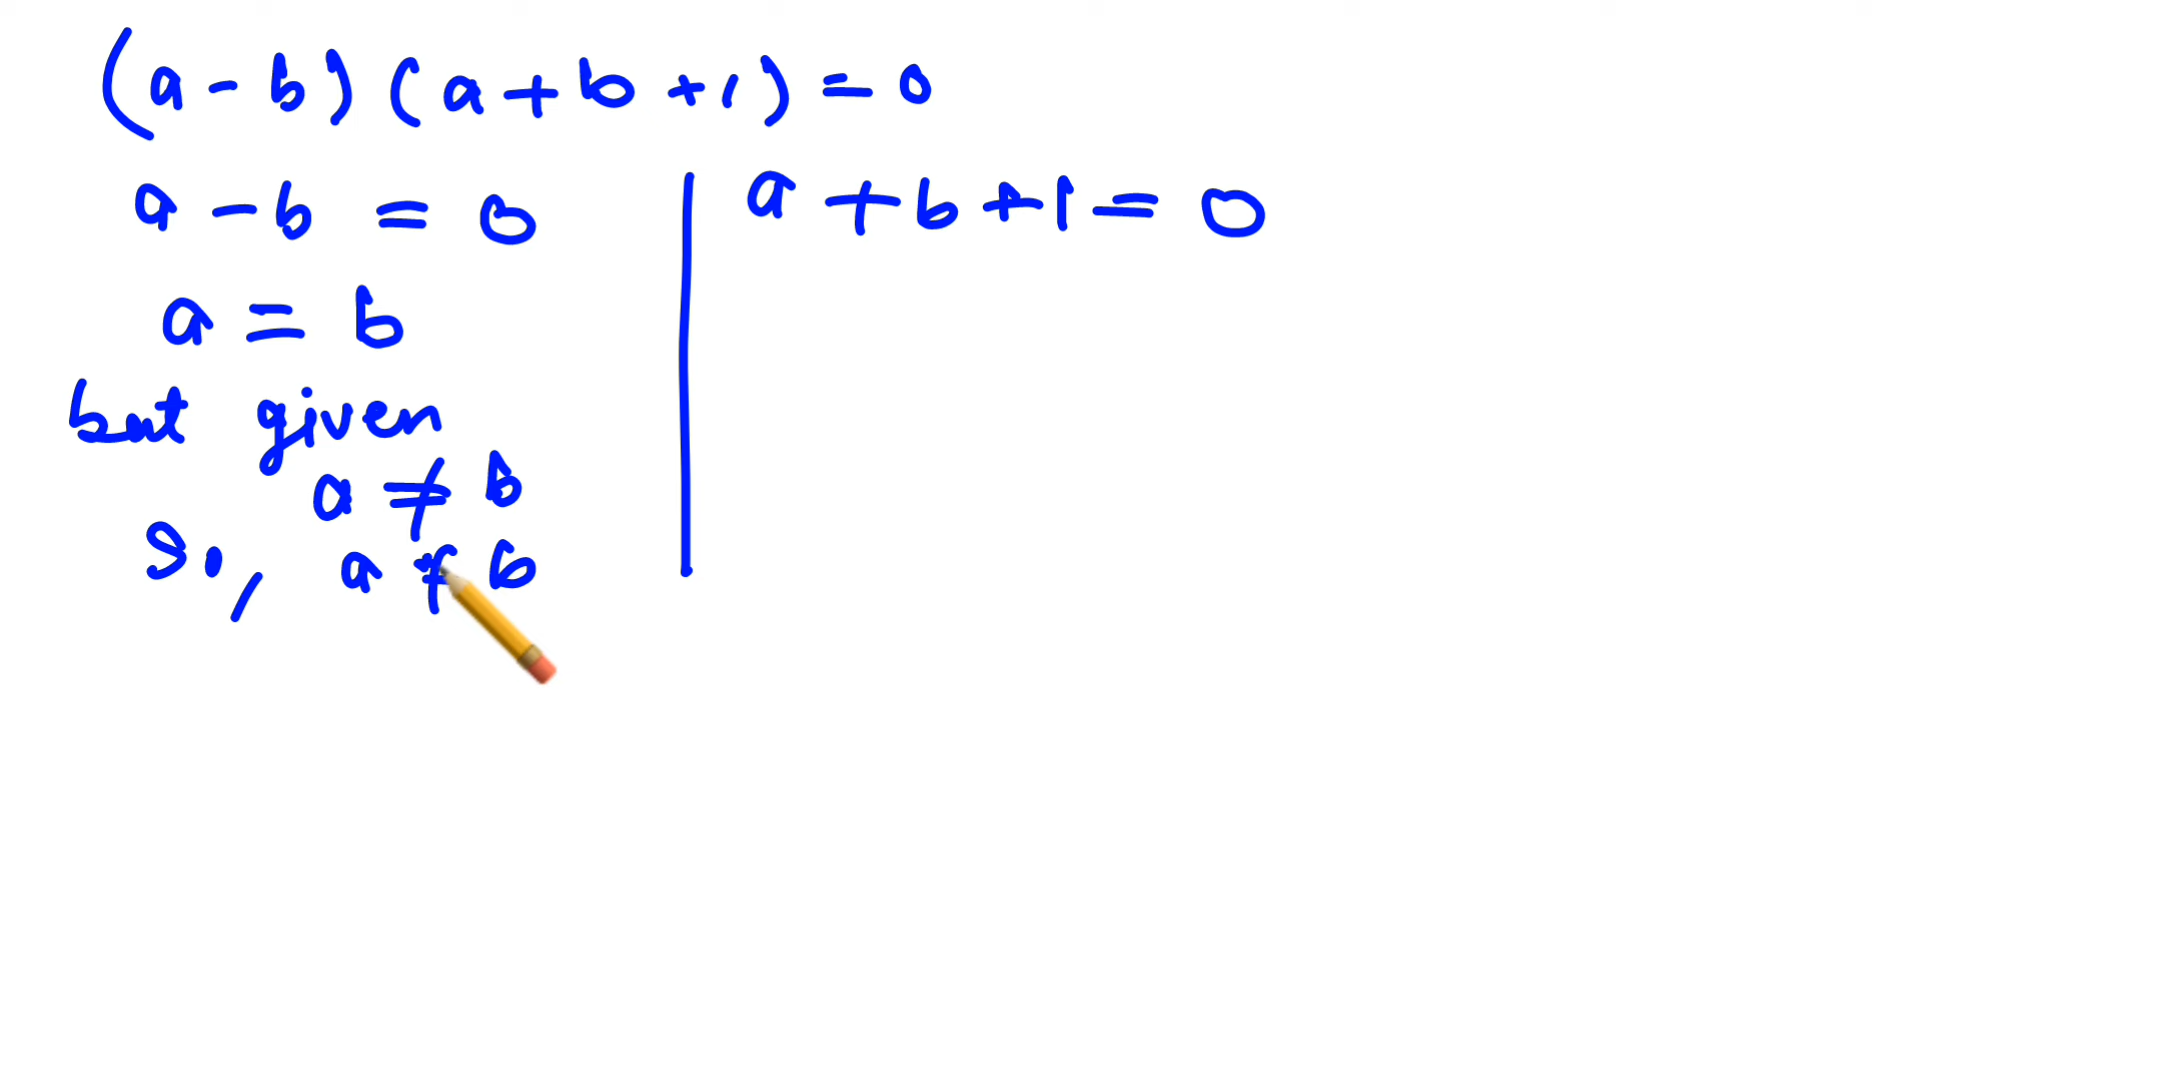 (a - b) (a + b + 1) = 0
a - b = 0
a = b
but given
a ≠ b
So, a ≠ b
a + b + 1 = 0